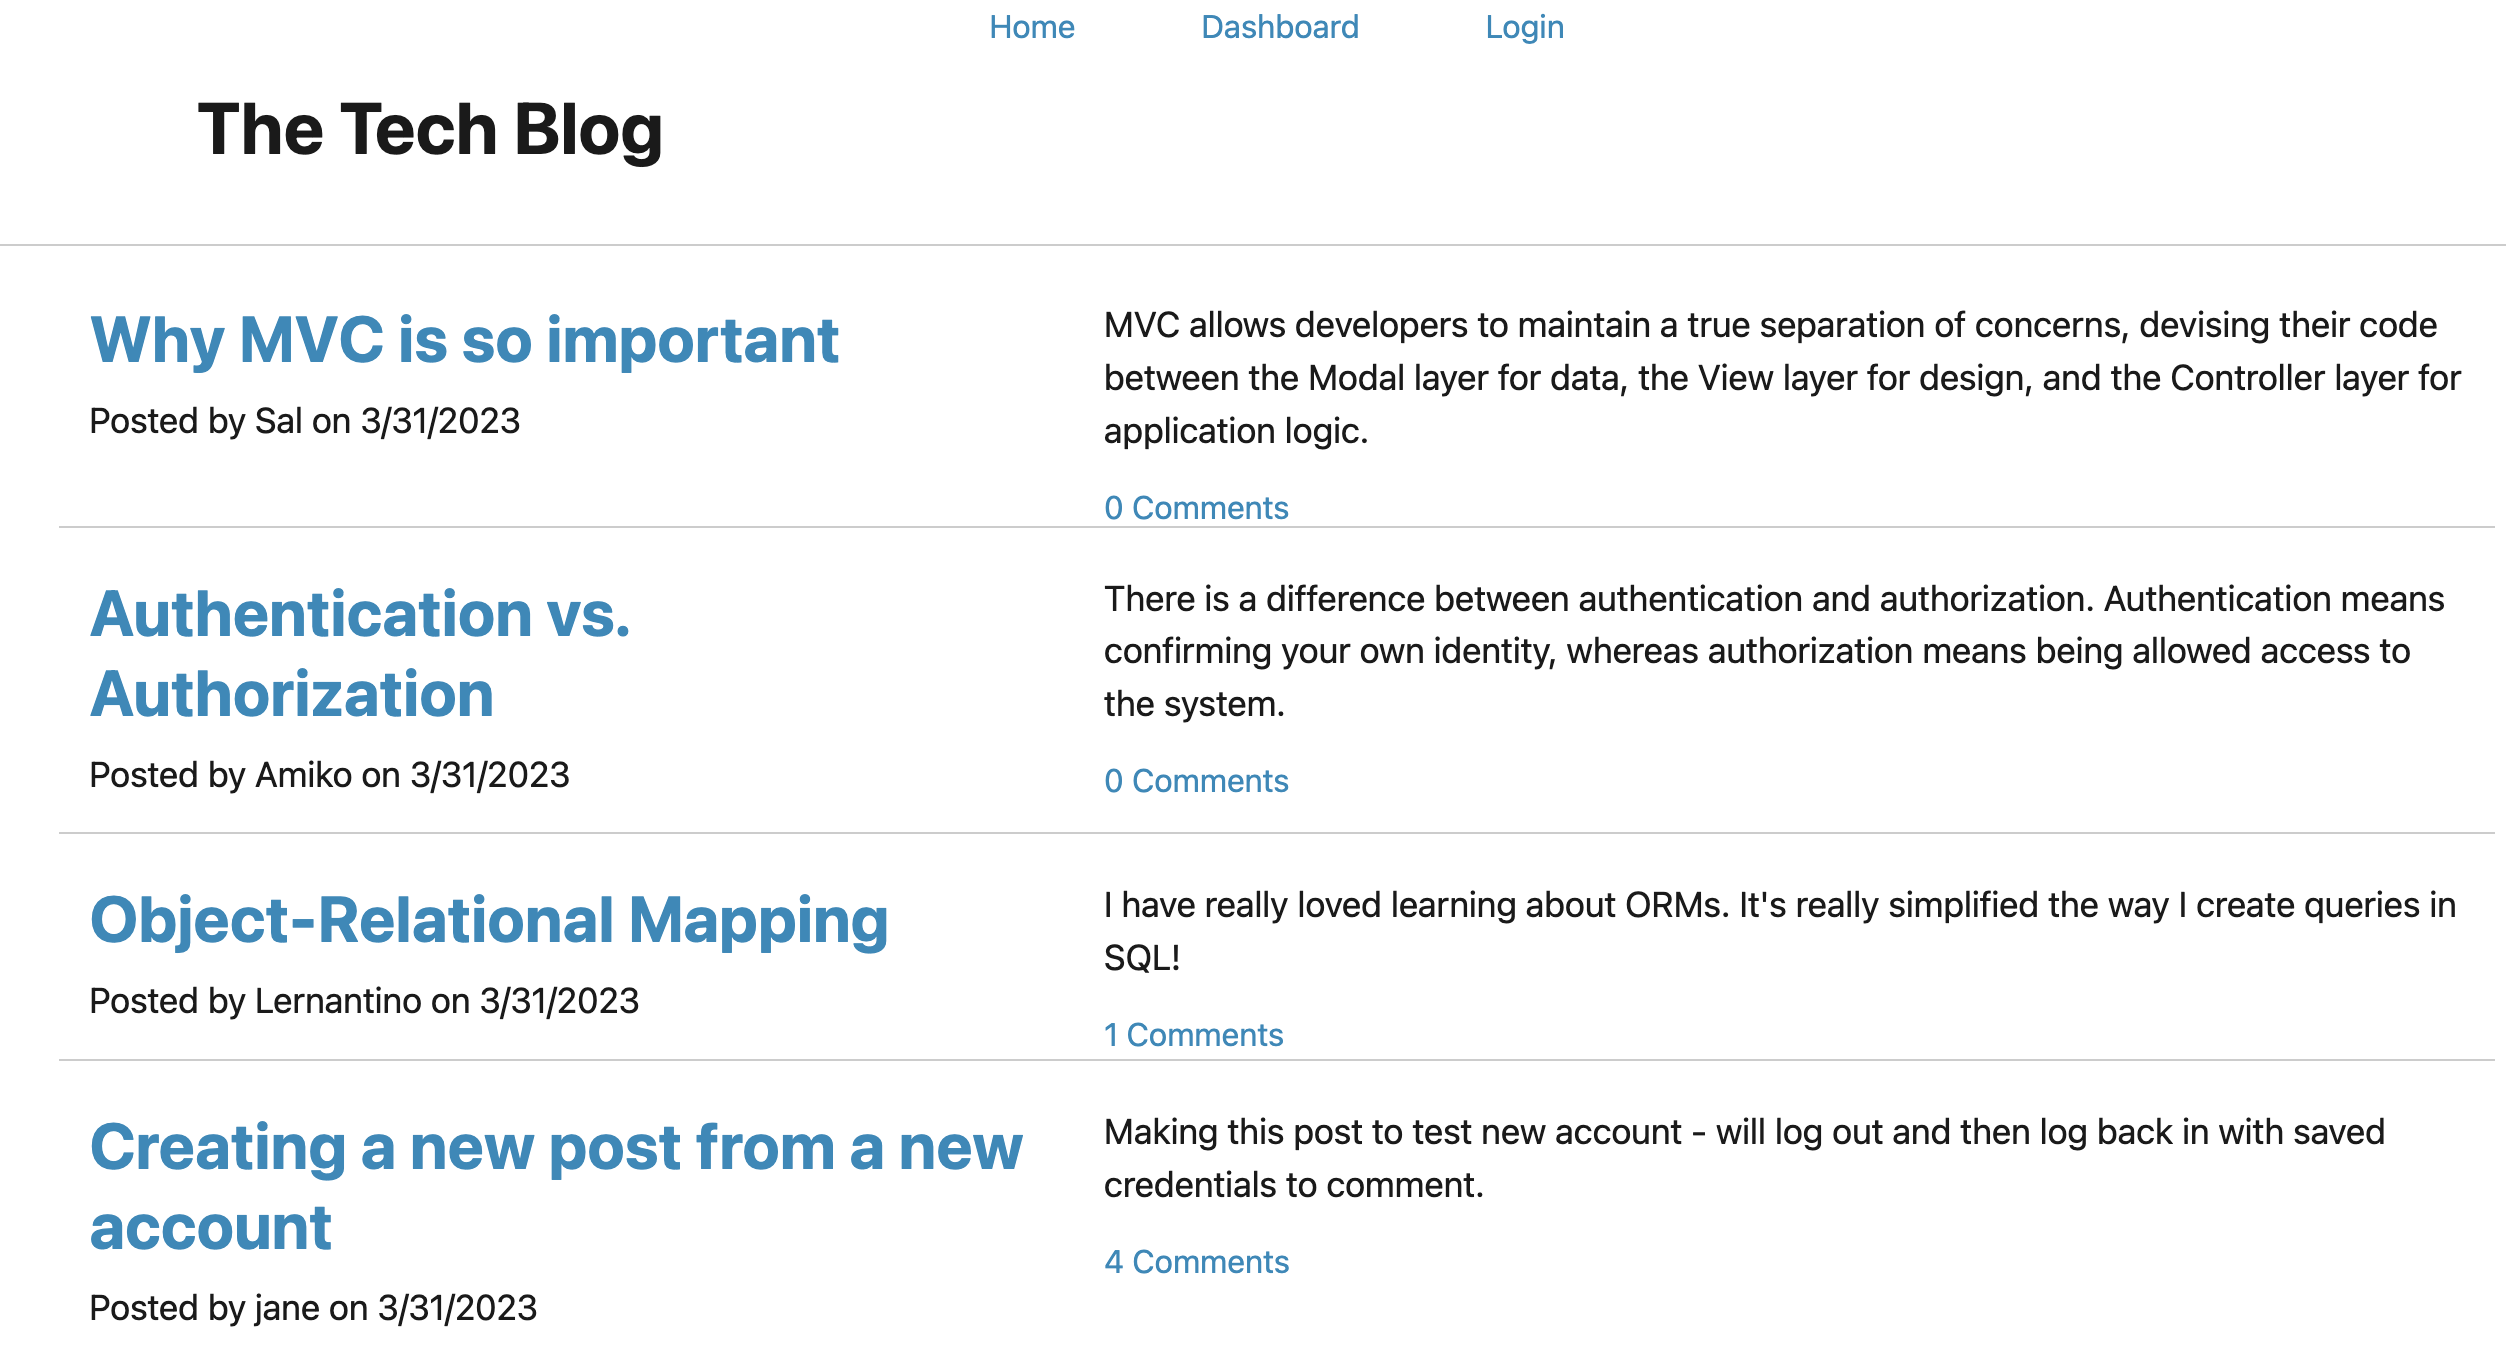 Home Dashboard Login
The Tech Blog
Why MVC is so important
Posted by Sal on 3/31/2023
MVC allows developers to maintain a true separation of concerns, devising their code
between the Modal layer for data, the View layer for design, and the Controller layer for
application logic.
0 Comments
Authentication vs.
Authorization
Posted by Amiko on 3/31/2023
There is a difference between authentication and authorization. Authentication means
confirming your own identity, whereas authorization means being allowed access to
the system.
0 Comments
Object-Relational Mapping
Posted by Lernantino on 3/31/2023
I have really loved learning about ORMs. It's really simplified the way I create queries in
SQL!
1 Comments
Creating a new post from a new
account
Posted by jane on 3/31/2023
Making this post to test new account - will log out and then log back in with saved
credentials to comment.
4 Comments